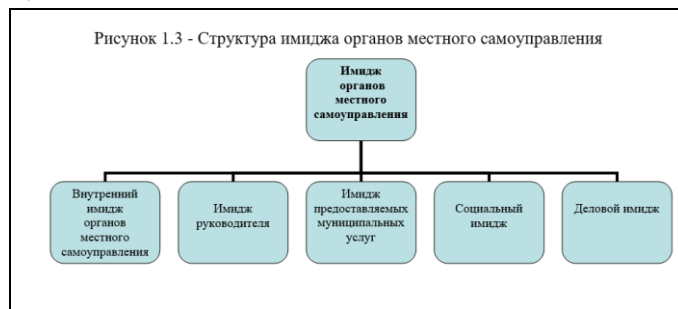 Рисунок 1.3 - Структура имиджа органов местного самоуправления
Имидж
органов
местного
самоуправления
Внутренний
имидж
органов
местного
самоуправления
Имидж
руководителя
Имидж
предоставляемых
муниципальных
услуг
Социальный
имидж
Деловой имидж